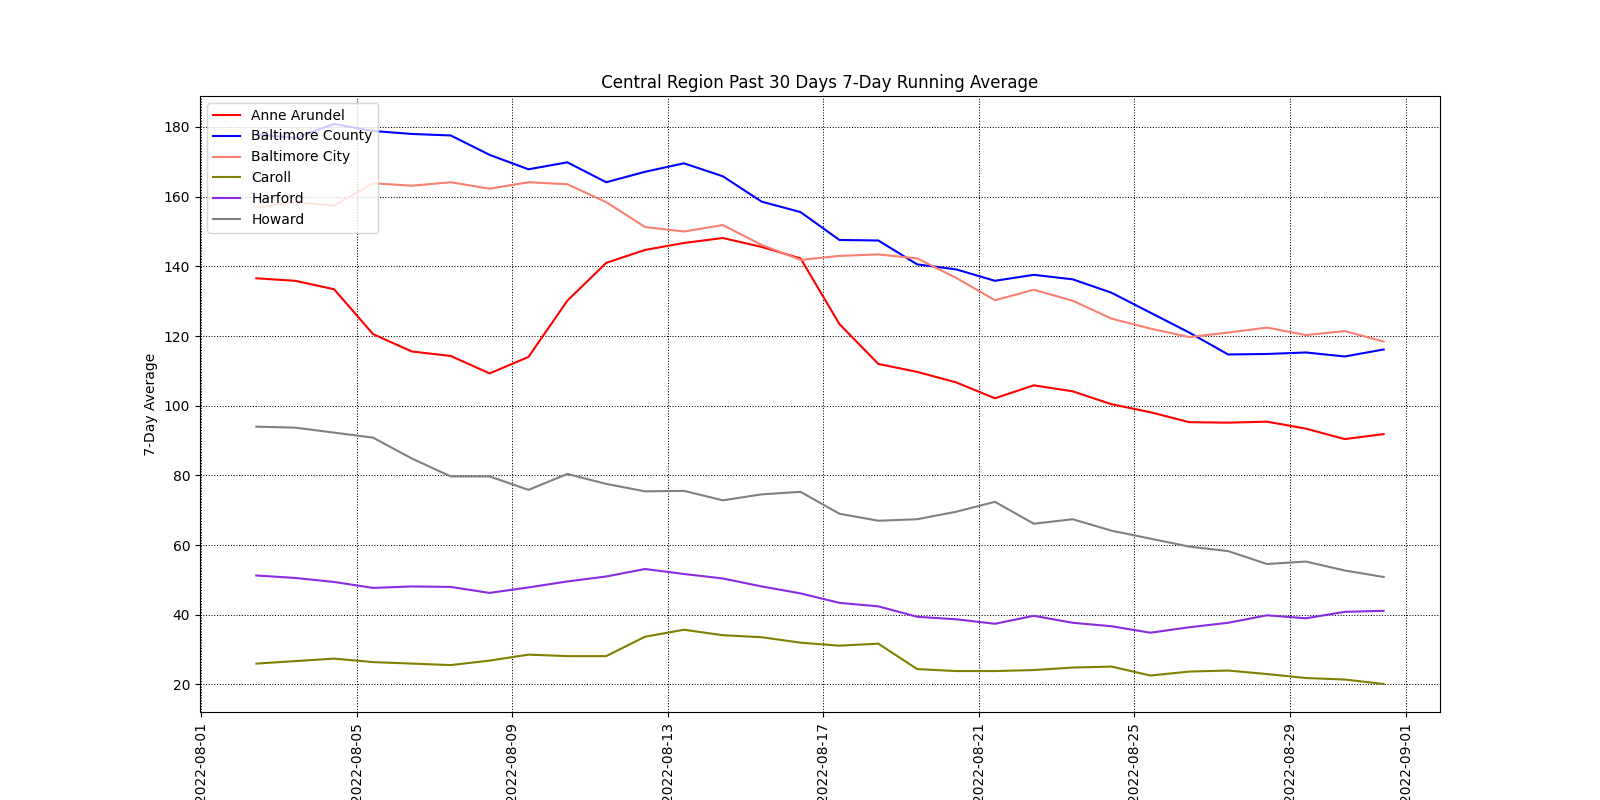 Central Region Past 30 Days 7-Day Running Average
Anne Arundel
Baltimore County
Baltimore City
Caroll
Harford
Howard
7-Day Average
180
160
140
120
100
80
60
40
20
2022-08-01
2022-08-05
2022-08-09
2022-08-13
2022-08-17
2022-08-21
2022-08-25
2022-08-29
2022-09-01